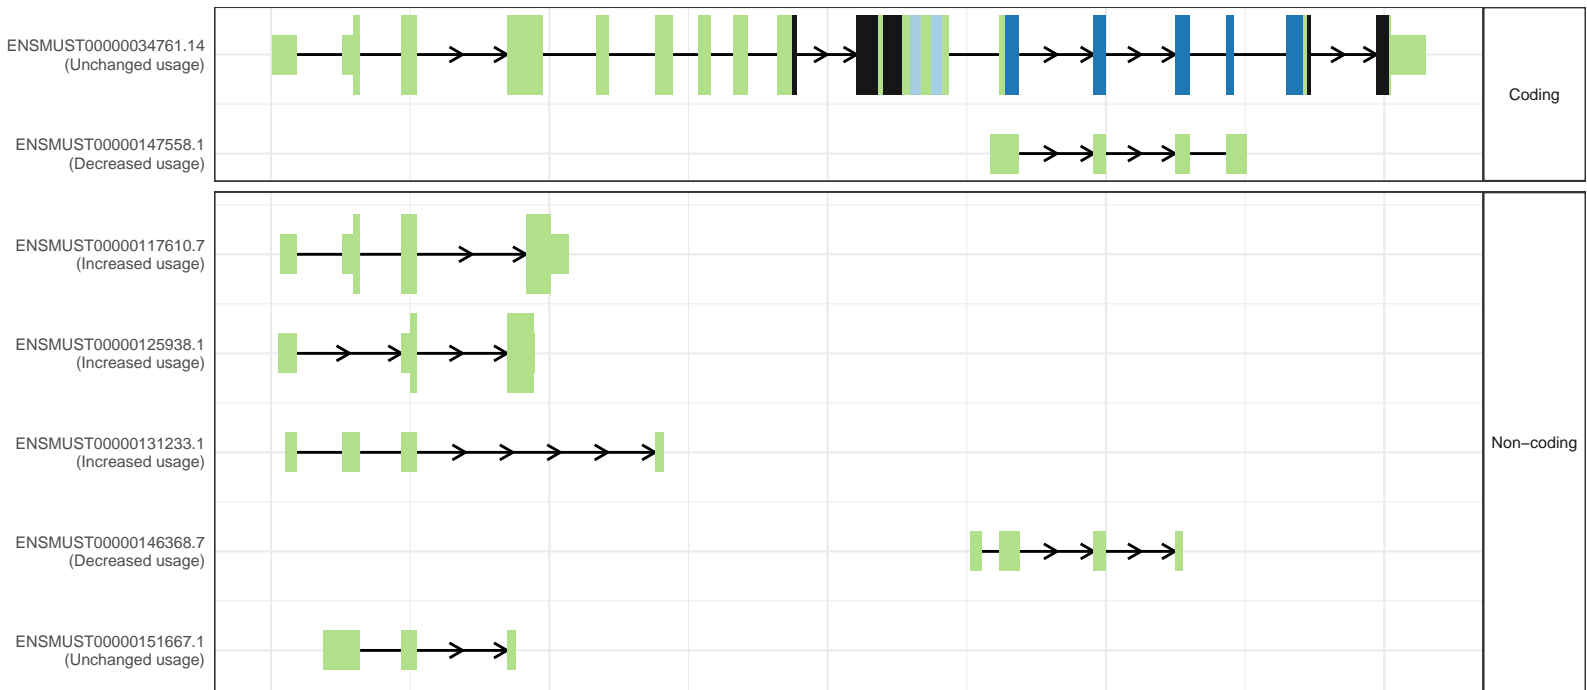 ENSMUST00000034761.14
(Unchanged usage)
ENSMUST00000147558.1
(Decreased usage)
Coding
ENSMUST00000117610.7
(Increased usage)
ENSMUST00000125938.1
(Increased usage)
ENSMUST00000131233.1
(Increased usage)
Non−coding
ENSMUST00000146368.7
(Decreased usage)
ENSMUST00000151667.1
(Unchanged usage)